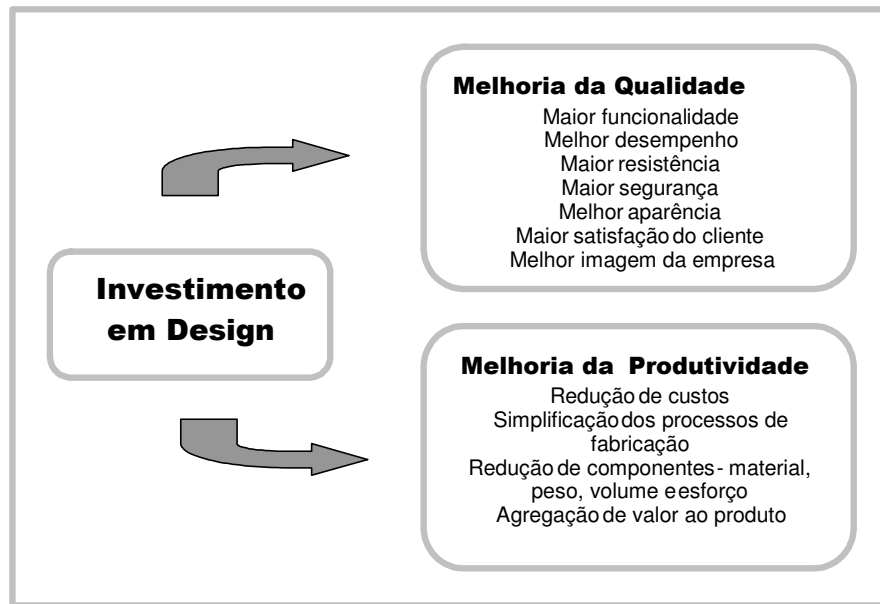 Melhoria da Qualidade
Maior funcionalidade
Melhor desempenho
Maior resistência
Maior segurança
Melhor aparência
Maior satisfação do cliente
Melhor imagem da empresa
Investimento
em Design
Melhoria da Produtividade
Redução de custos
Simplificação dos processos de
fabricação
Redução de componentes - material,
peso, volume e esforço
Agregação de valor ao produto